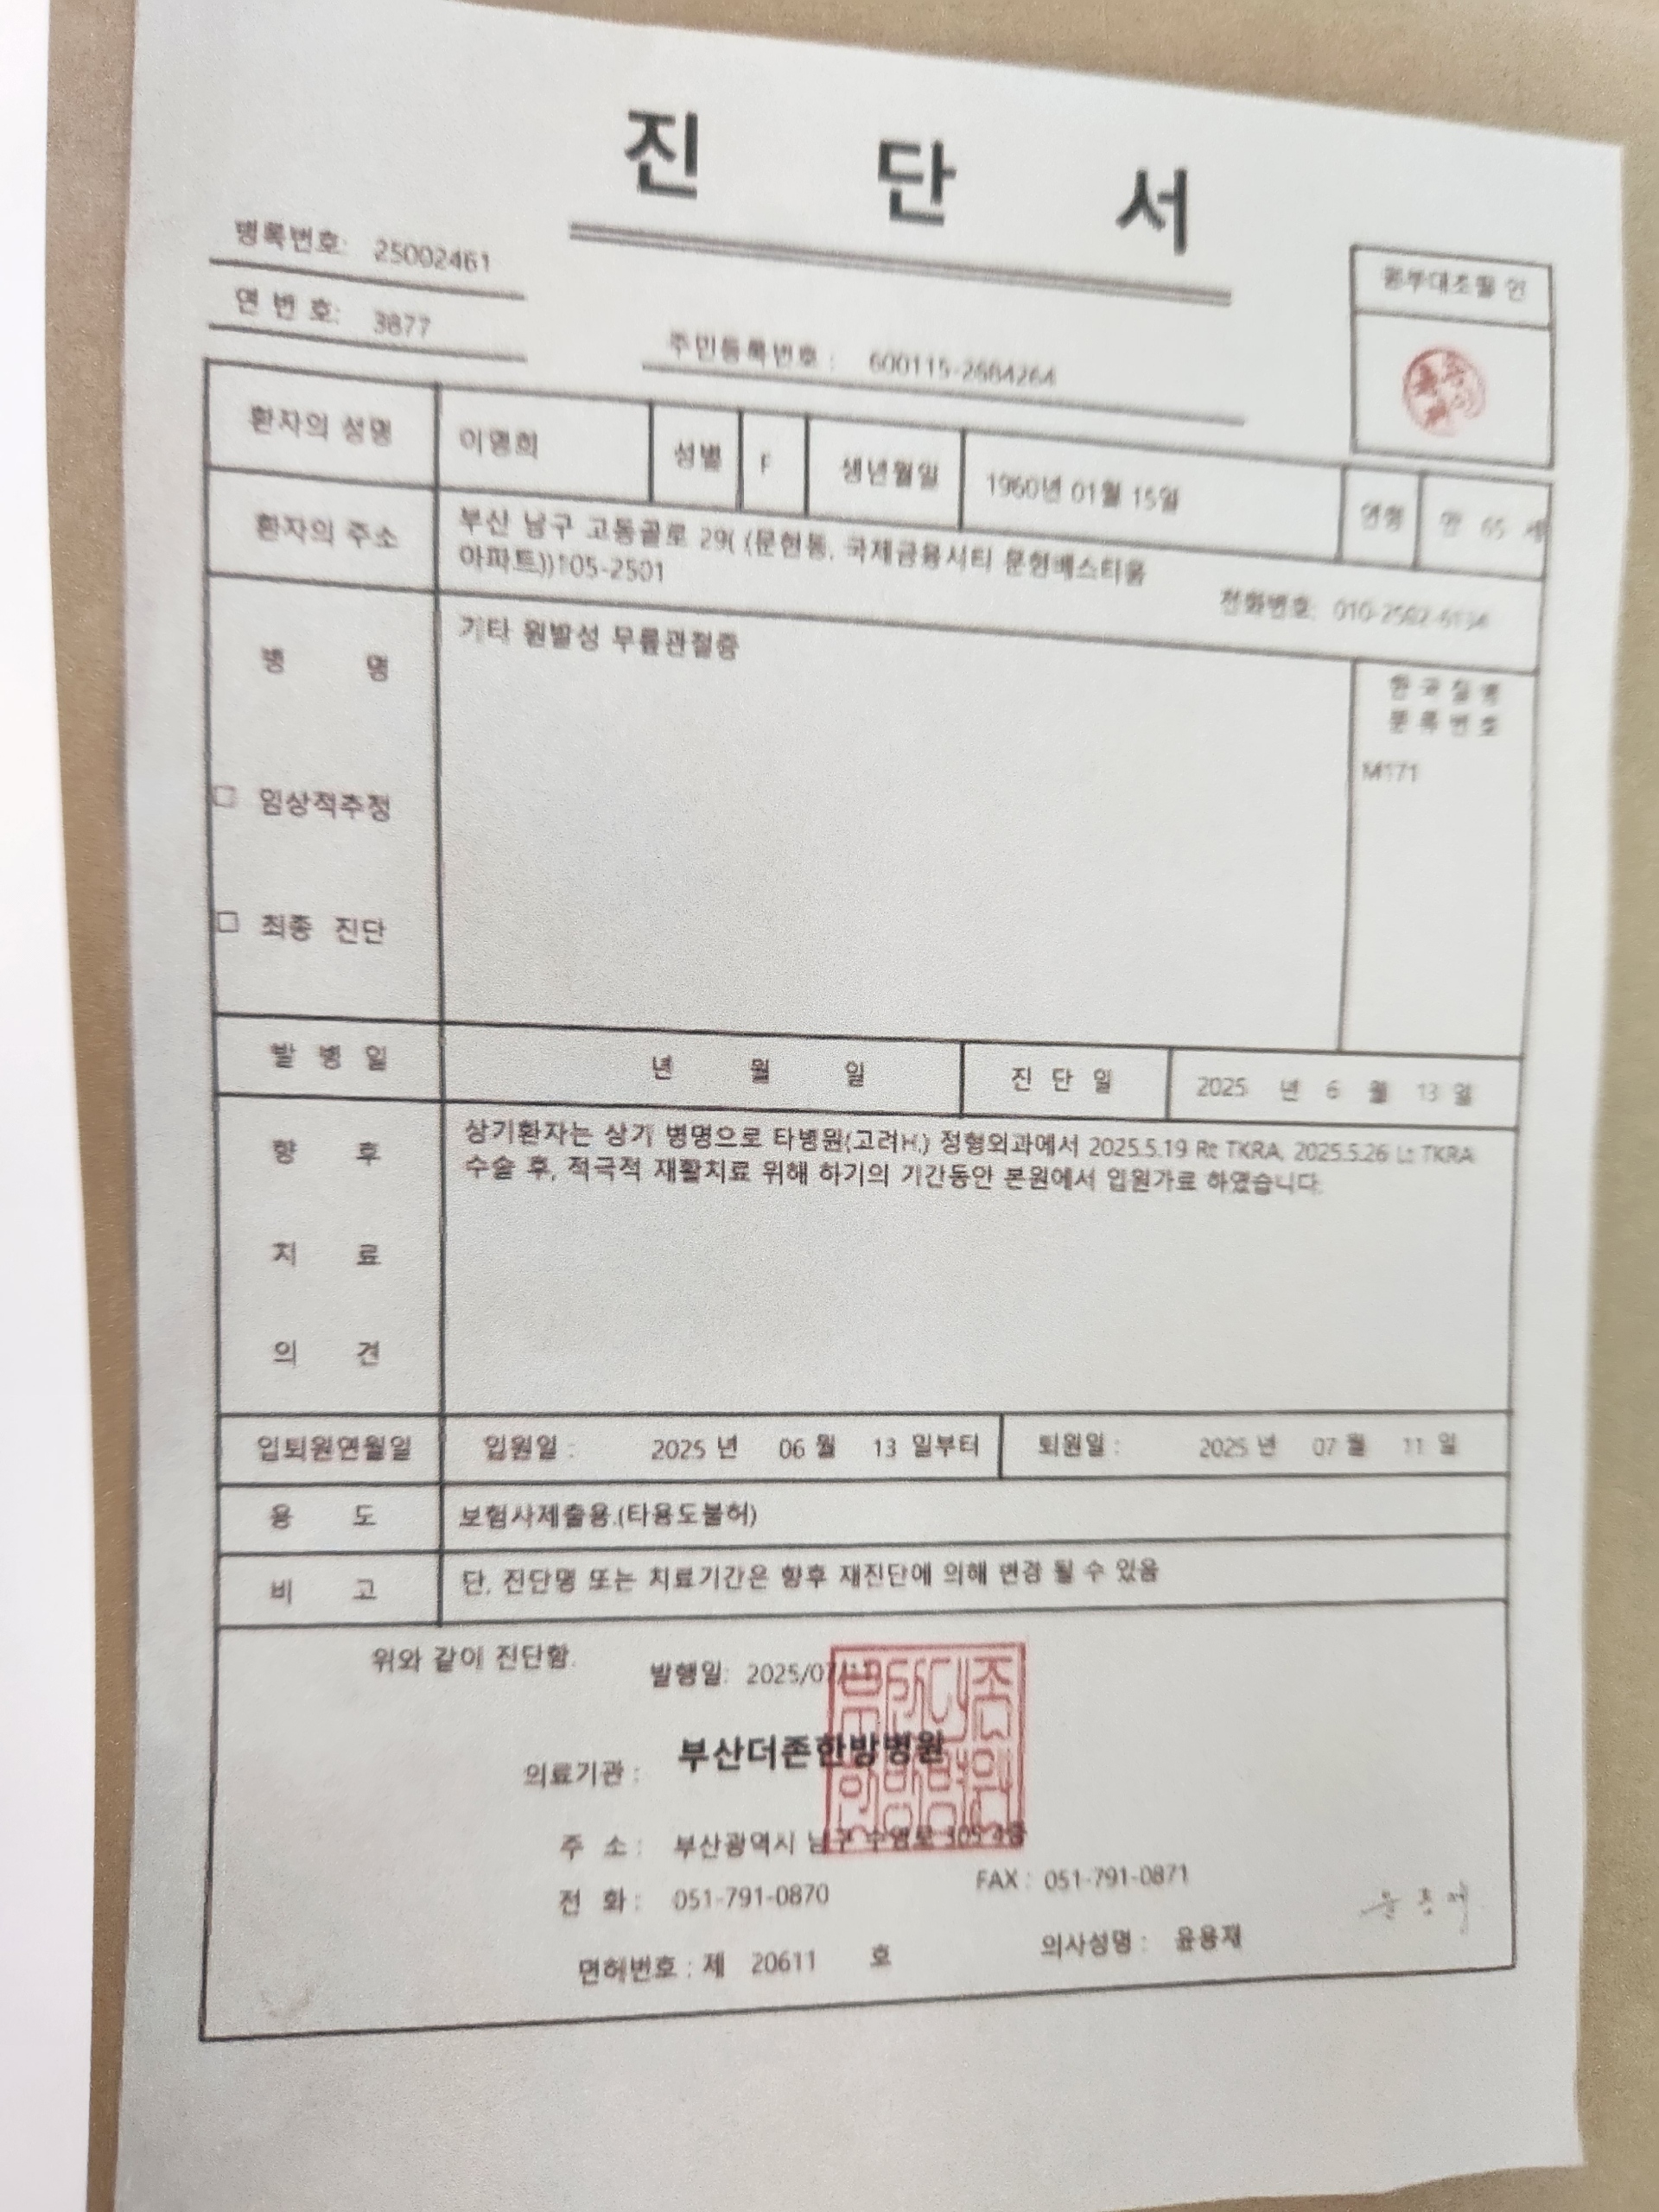 진 단 서
병록번호: 25002461
연 번 호: 3877
주민등록번호 :
원부대조필 인
환자의 성명 이명희 성별 F 생년월일 1960년 01월 15일 연령 만 65 세
환자의 주소 부산 남구 고동골로 29( (문현동, 국제금융시티 문현베스티움
아파트))105-2501
전화번호:
병 명 기타 원발성 무릎관절증
한국질병
분류번호
M171
□ 임상적추정
□ 최종 진단
발 병 일 년 월 일 진 단 일 2025 년 6 월 13 일
향 후 상기환자는 상기 병명으로 타병원(고려H.) 정형외과에서 2025.5.19 Rt TKRA, 2025.5.26 Lt TKRA
수술 후, 적극적 재활치료 위해 하기의 기간동안 본원에서 입원가료 하였습니다.
치 료
의 견
입퇴원연월일 입원일 : 2025 년 06 월 13 일부터 퇴원일 : 2025 년 07 월 11 일
용 도 보험사제출용.(타용도불허)
비 고 단, 진단명 또는 치료기간은 향후 재진단에 의해 변경 될 수 있음
위와 같이 진단함.
발행일: 2025/07/11
의료기관 : 부산더존한방병원
주 소 : 부산광역시 남구 수영로 305 4층
전 화 : 051-791-0870 FAX : 051-791-0871
면허번호 : 제 20611 호 의사성명 : 윤용재